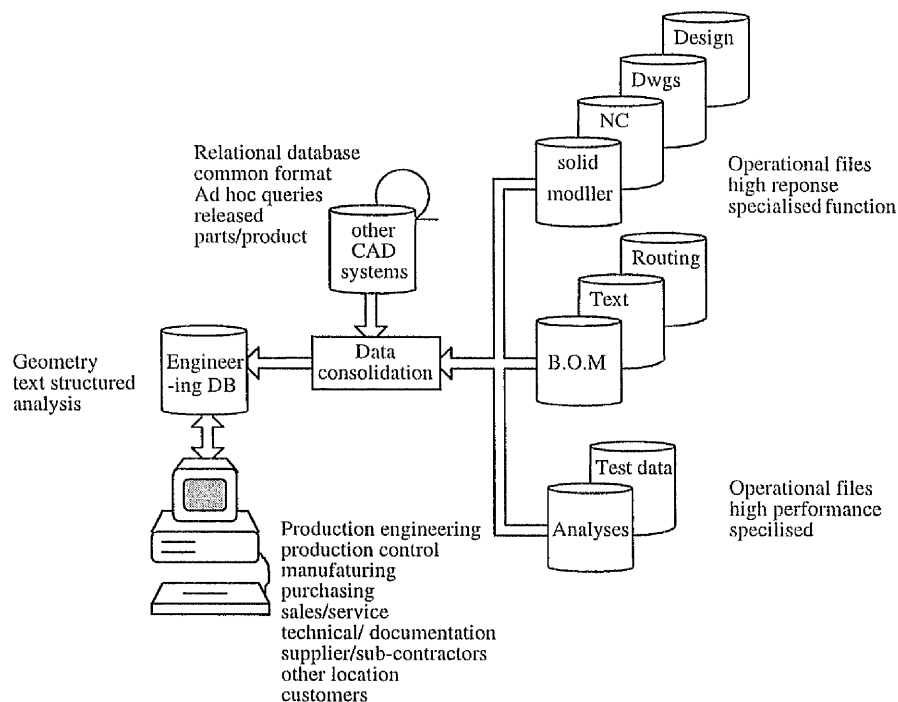 Design
Dwgs
NC
solid
modller
Operational files
high reponse
specialised function
Relational database
common format
Ad hoc queries
released
parts/product
other
CAD
systems
Routing
Text
B.O.M
Data
consolidation
Engineer
-ing DB
Geometry
text structured
analysis
Test data
Analyses
Operational files
high performance
specilised
Production engineering
production control
manufaturing
purchasing
sales/service
technical/ documentation
supplier/sub-contractors
other location
customers